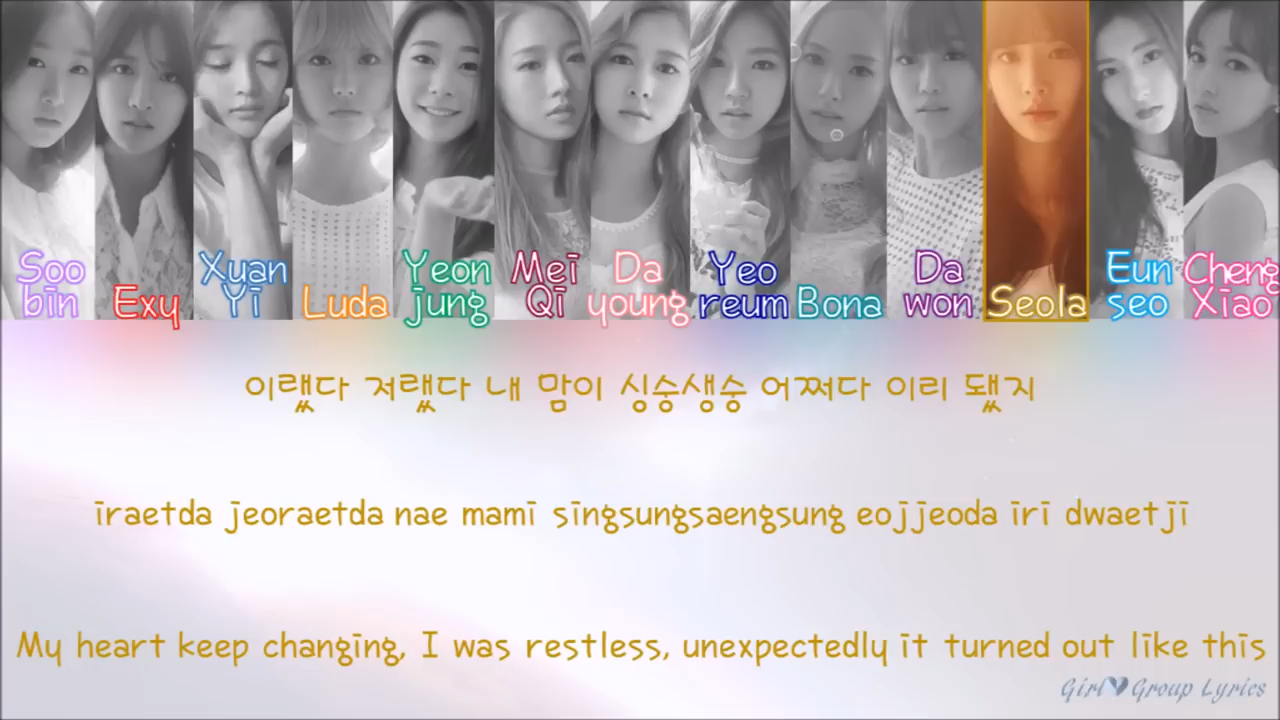 Soo bin
Exy
Xuan Yi
Luda
Yeon jung
Mei Qi
Da young
Yeo reum
Bona
Da won
Seola
Eun seo
Cheng Xiao
이랬다 저랬다 내 맘이 싱숭생숭 어쩌다 이리 됐지
iraetda jeoraetda nae mami singsungsaengsung eojjeoda iri dwaetji
My heart keep changing, I was restless, unexpectedly it turned out like this
Girl Group Lyrics